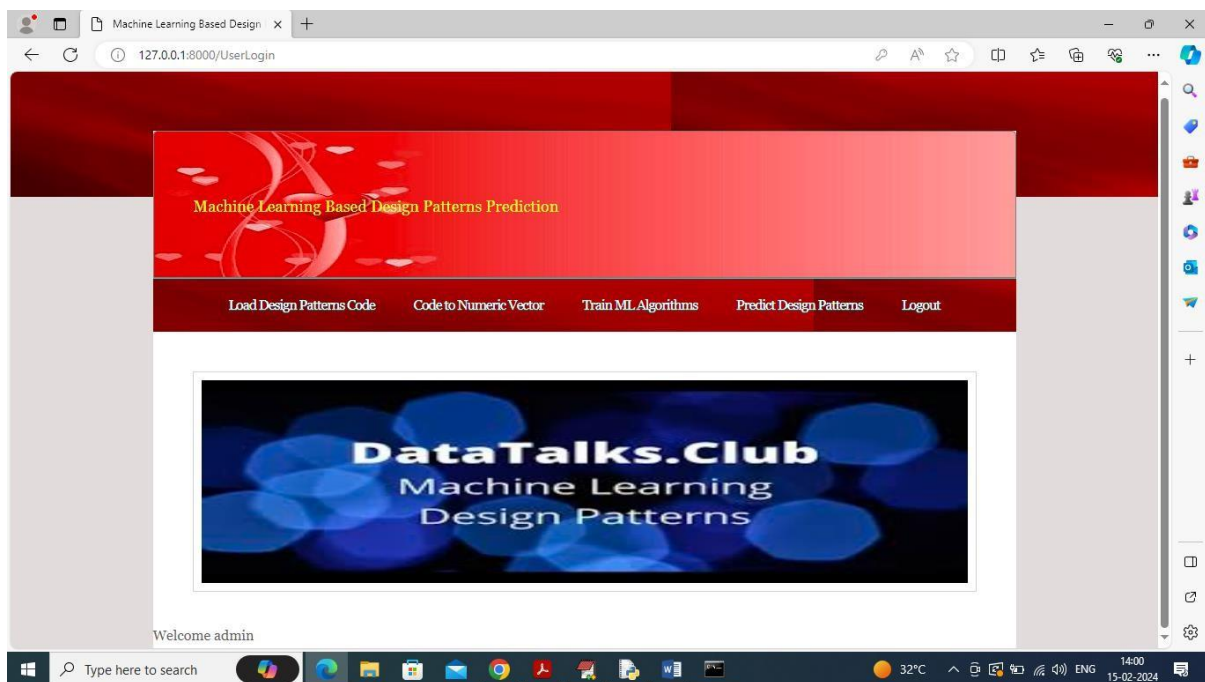 Machine Learning Based Design
127.0.0.1:8000/UserLogin
Machine Learning Based Design Patterns Prediction
Load Design Patterns Code Code to Numeric Vector Train ML Algorithms Predict Design Patterns Logout
DataTalks.Club
Machine Learning
Design Patterns
Welcome admin
Type here to search
32°C ENG 14:00
15-02-2024